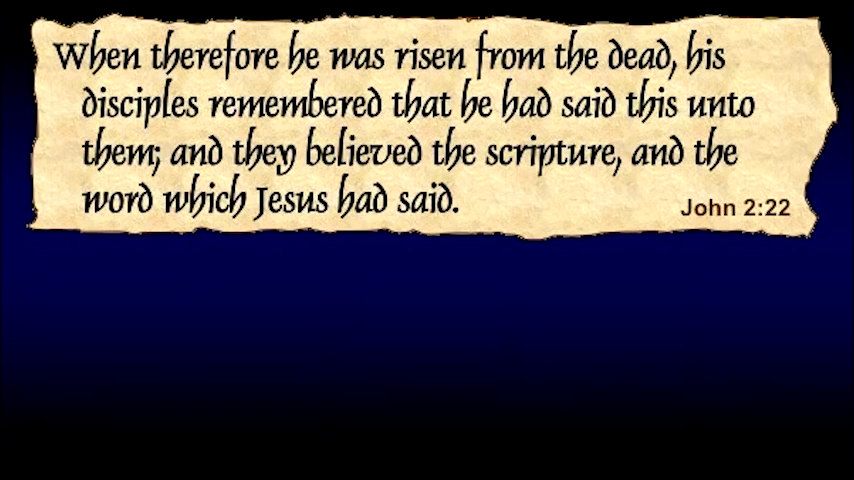 When therefore he was risen from the dead, his
disciples remembered that he had said this unto
them; and they believed the scripture, and the
word which Jesus had said.
John 2:22